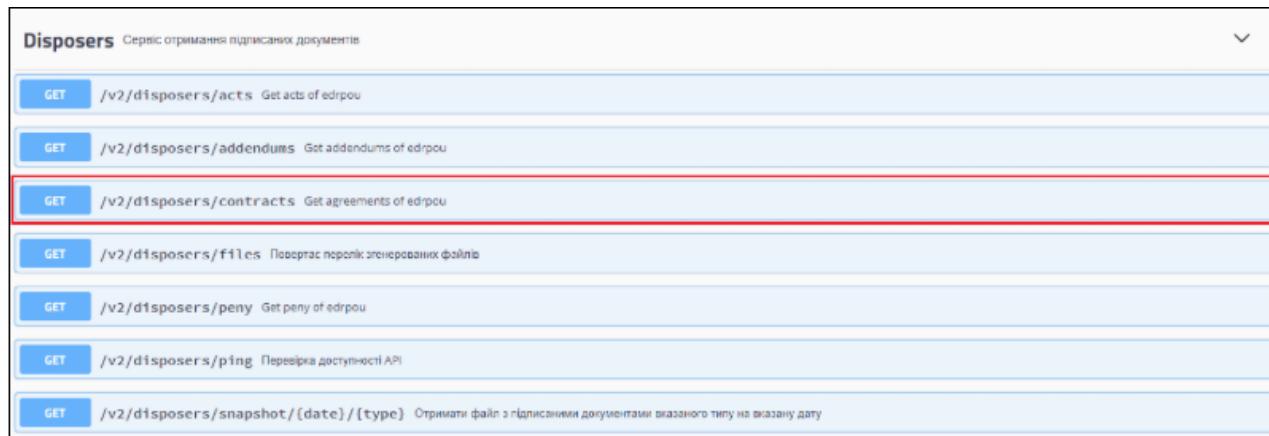 Disposers Сервіс отримання підписаних документів
GET /v2/disposers/acts Get acts of edrpou
GET /v2/disposers/addendums Get addendums of edrpou
GET /v2/disposers/contracts Get agreements of edrpou
GET /v2/disposers/files Повертає перелік згенерованих файлів
GET /v2/disposers/peny Get peny of edrpou
GET /v2/disposers/ping Перевірка доступності API
GET /v2/disposers/snapshot/{date}/{type} Отримати файл з підписаними документами вказаного типу на вказану дату